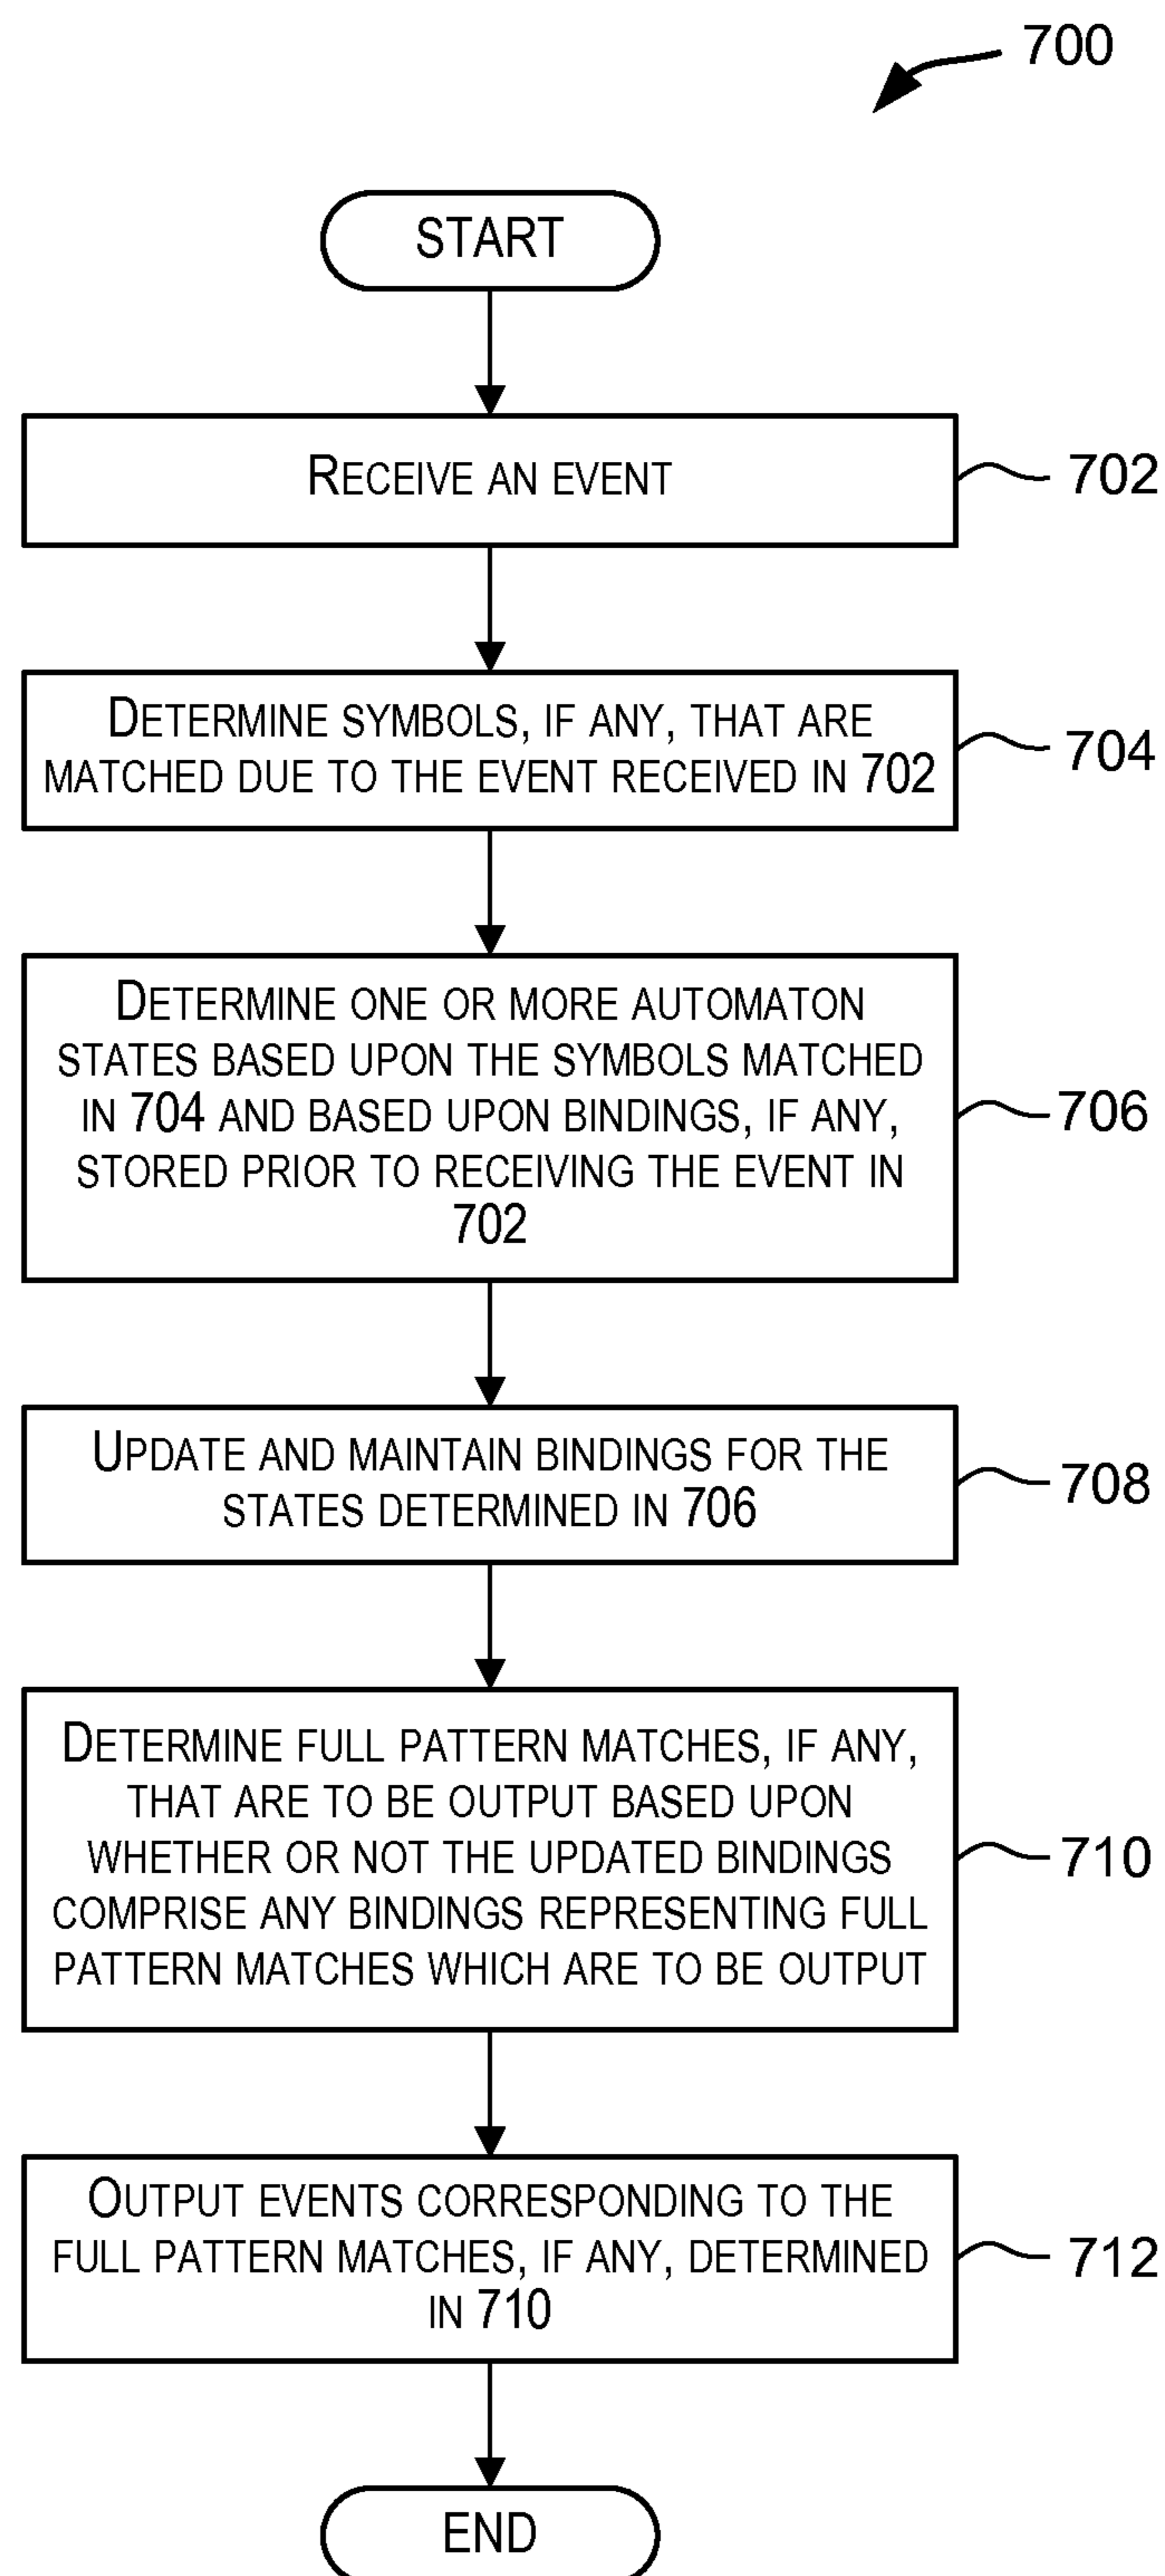 700
START
RECEIVE AN EVENT
702
DETERMINE SYMBOLS, IF ANY, THAT ARE
MATCHED DUE TO THE EVENT RECEIVED IN 702
704
DETERMINE ONE OR MORE AUTOMATON
STATES BASED UPON THE SYMBOLS MATCHED
IN 704 AND BASED UPON BINDINGS, IF ANY,
STORED PRIOR TO RECEIVING THE EVENT IN
702
706
UPDATE AND MAINTAIN BINDINGS FOR THE
STATES DETERMINED IN 706
708
DETERMINE FULL PATTERN MATCHES, IF ANY,
THAT ARE TO BE OUTPUT BASED UPON
WHETHER OR NOT THE UPDATED BINDINGS
COMPRISE ANY BINDINGS REPRESENTING FULL
PATTERN MATCHES WHICH ARE TO BE OUTPUT
710
OUTPUT EVENTS CORRESPONDING TO THE
FULL PATTERN MATCHES, IF ANY, DETERMINED
IN 710
712
END